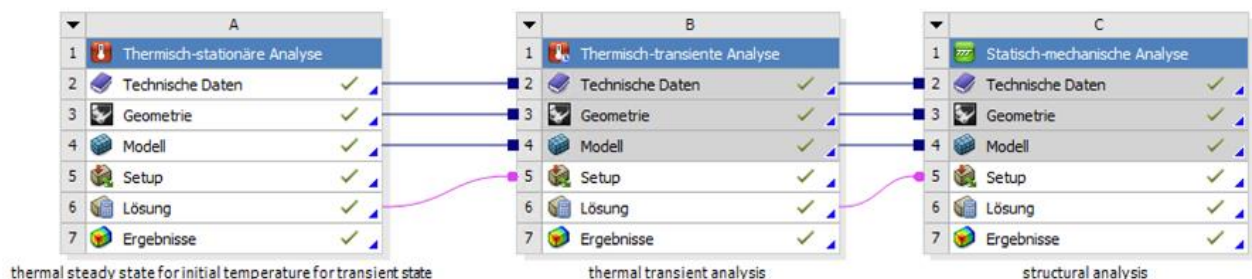 A
1 Thermisch-stationäre Analyse
2 Technische Daten
3 Geometrie
4 Modell
5 Setup
6 Lösung
7 Ergebnisse
thermal steady state for initial temperature for transient state
B
1 Thermisch-transiente Analyse
2 Technische Daten
3 Geometrie
4 Modell
5 Setup
6 Lösung
7 Ergebnisse
thermal transient analysis
C
1 Statisch-mechanische Analyse
2 Technische Daten
3 Geometrie
4 Modell
5 Setup
6 Lösung
7 Ergebnisse
structural analysis